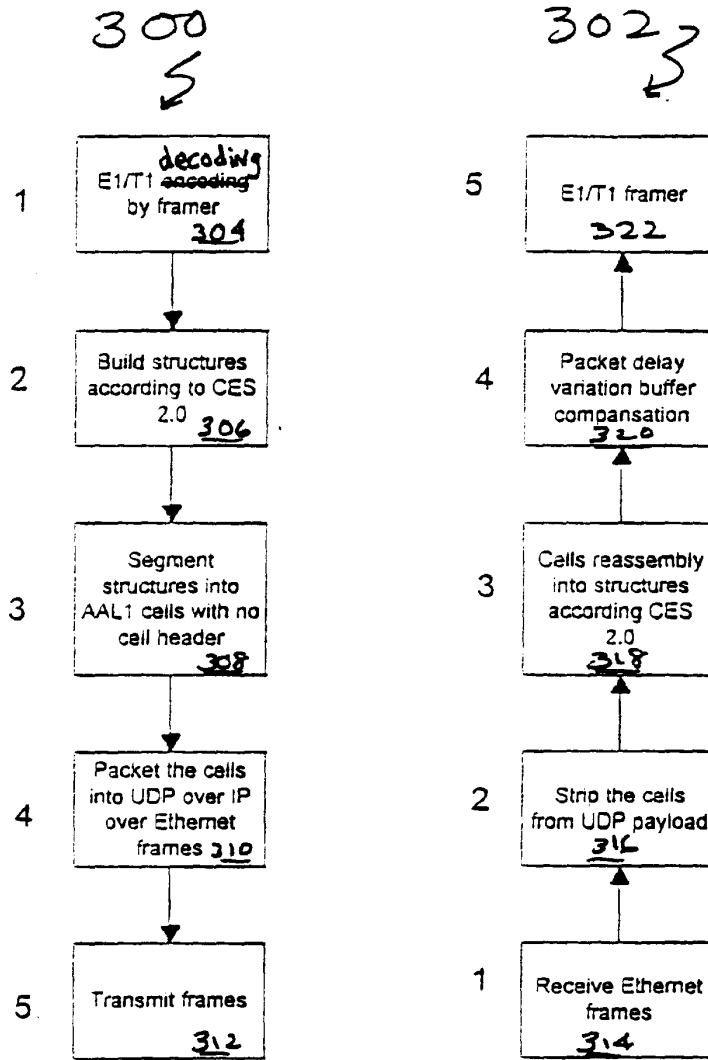 300
302
1
decoding
E1/T1 encoding
by framer
304
2
Build structures
according to CES
2.0 306
3
Segment
structures into
AAL1 cells with no
cell header
308
4
Packet the cells
into UDP over IP
over Ethernet
frames 310
5
Transmit frames
312
5
E1/T1 framer
322
4
Packet delay
variation buffer
compansation
320
3
Cells reassembly
into structures
according CES
2.0
318
2
Strip the cells
from UDP payload
316
1
Receive Ethernet
frames
314